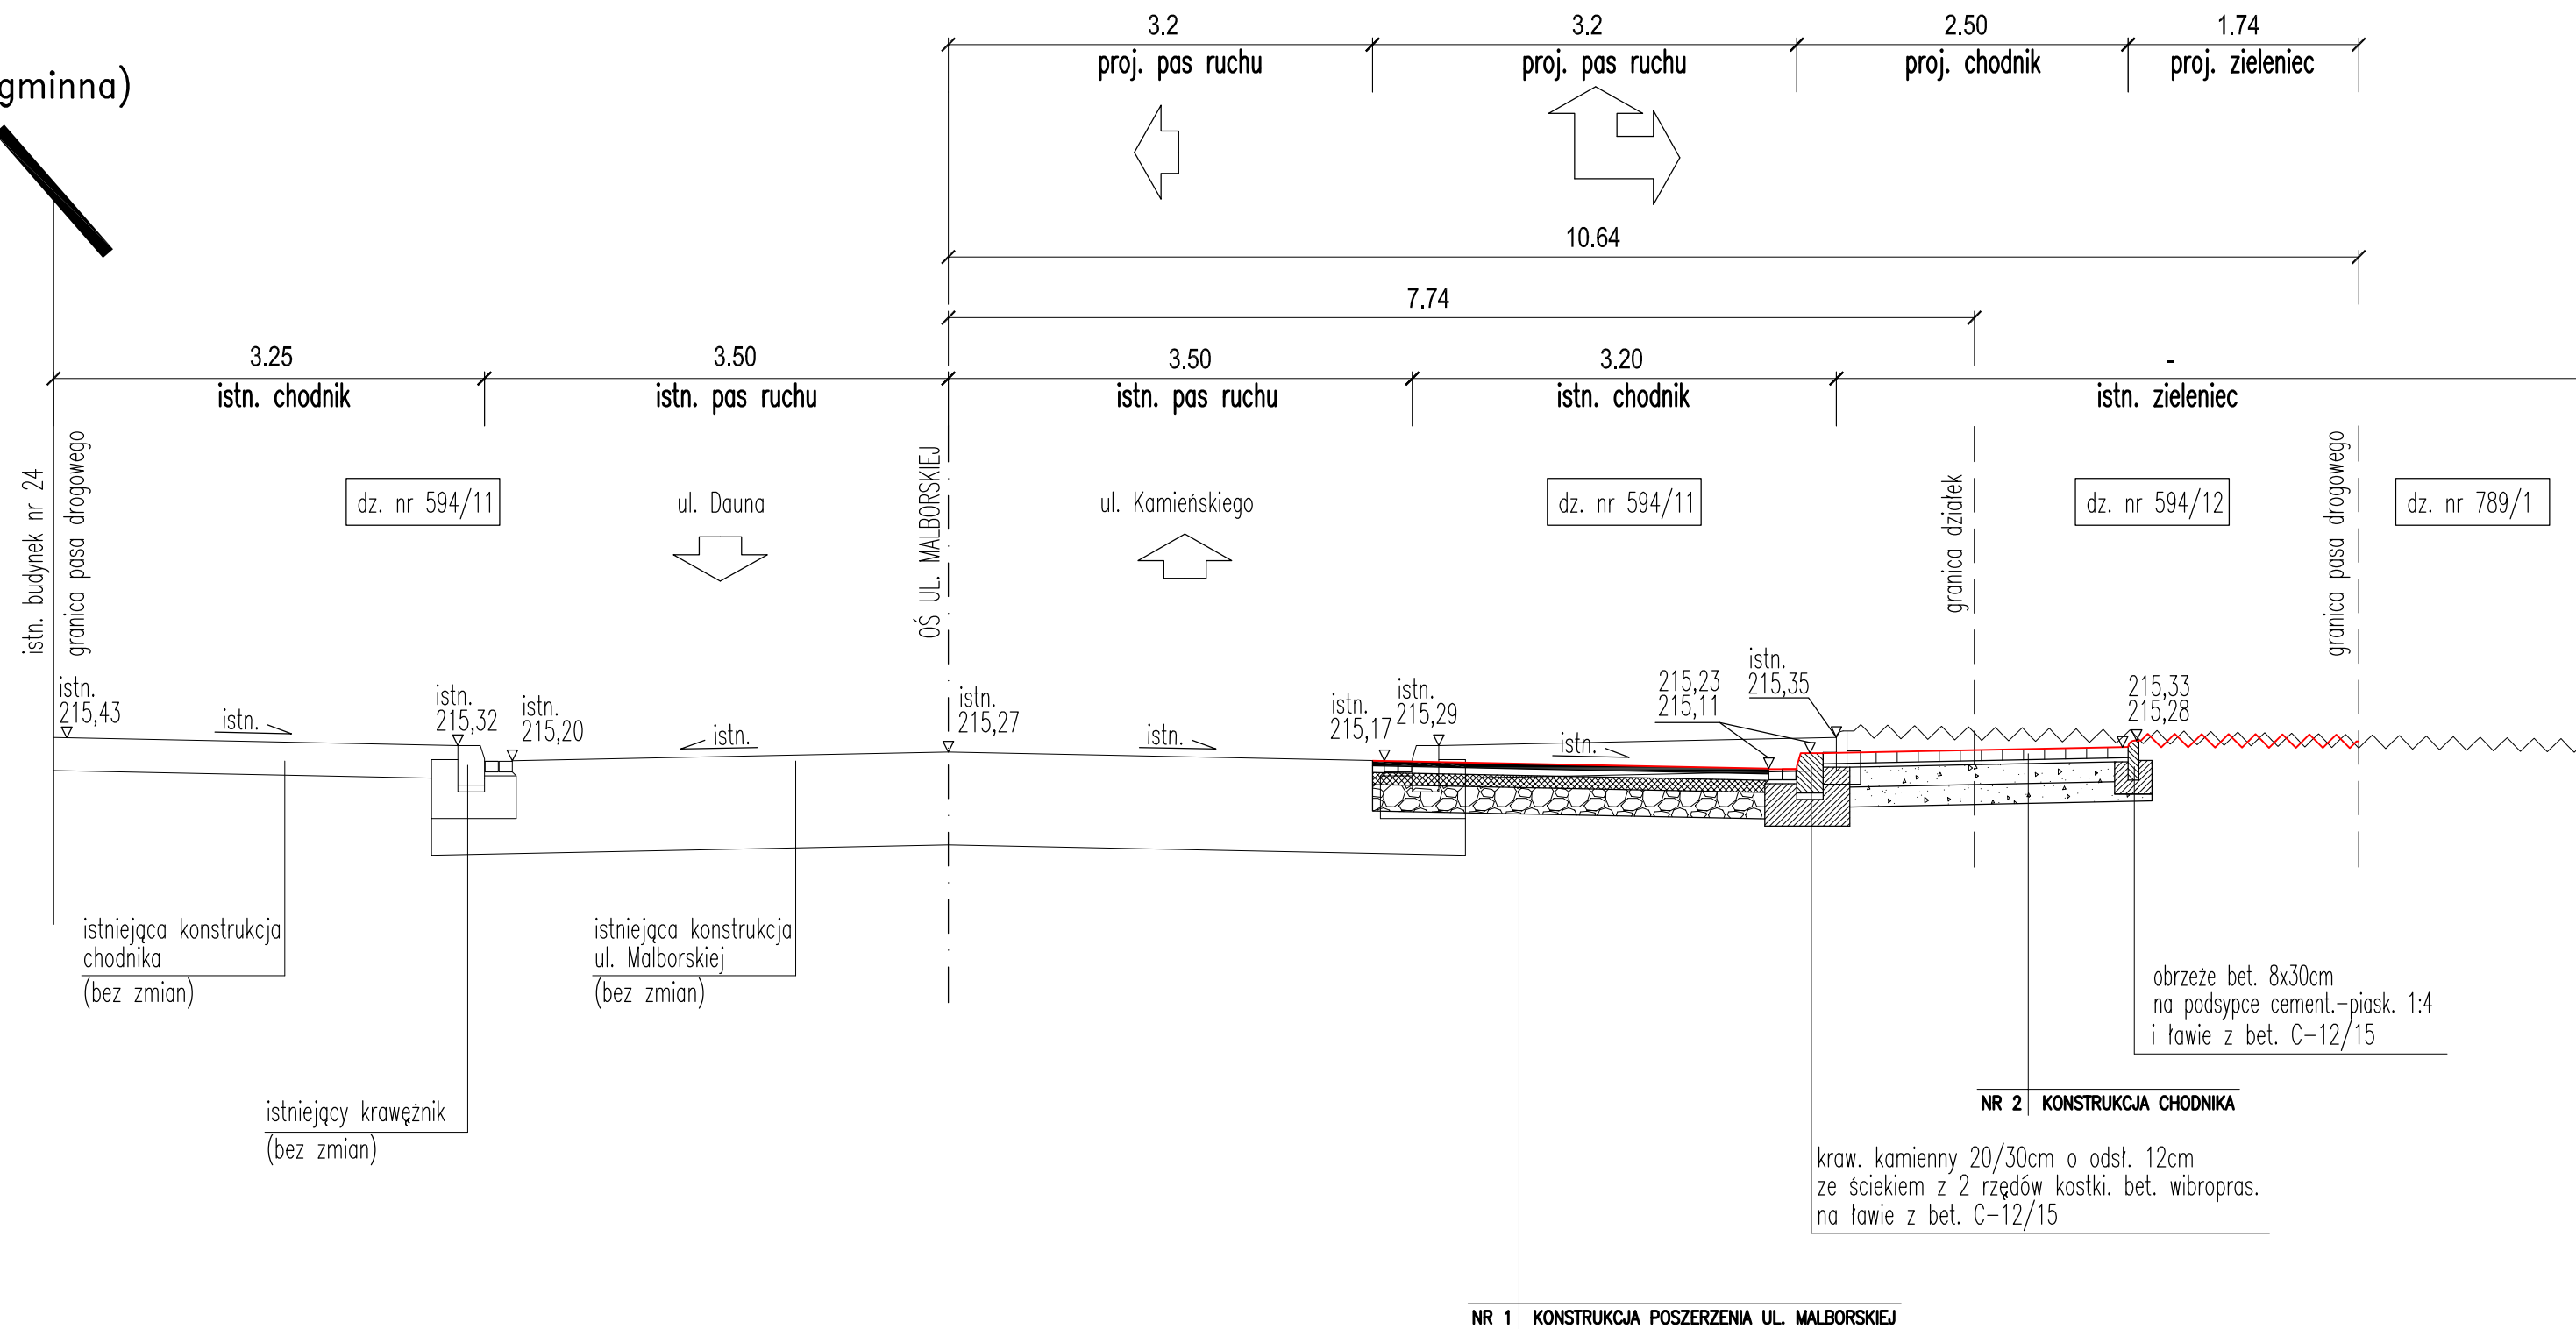 3.2
3.2
2.50
1.74
proj. pas ruchu
proj. pas ruchu
proj. chodnik
proj. zieleniec
gminna)
10.64
7.74
3.25
3.50
3.50
3.20
-
istn. chodnik
istn. pas ruchu
istn. pas ruchu
istn. chodnik
istn. zieleniec
istn. budynek nr 24
granica pasa drogowego
dz. nr 594/11
ul. Dauna
OŚ UL. MALBORSKIEJ
ul. Kamieńskiego
dz. nr 594/11
granica działek
dz. nr 594/12
granica pasa drogowego
dz. nr 789/1
istn.
215,43
istn.
istn.
215,32
istn.
215,20
istn.
istn.
215,27
istn.
istn.
215,17
istn.
215,29
istn.
215,23
215,11
istn.
215,35
215,33
215,28
istniejąca konstrukcja
chodnika
(bez zmian)
istniejąca konstrukcja
ul. Malborskiej
(bez zmian)
istniejący krawężnik
(bez zmian)
obrzeże bet. 8x30cm
na podsypce cement.-piask. 1:4
i ławie z bet. C-12/15
NR 2 KONSTRUKCJA CHODNIKA
kraw. kamienny 20/30cm o odsł. 12cm
ze ściekiem z 2 rzędów kostki. bet. wibropras.
na ławie z bet. C-12/15
NR 1 KONSTRUKCJA POSZERZENIA UL. MALBORSKIEJ